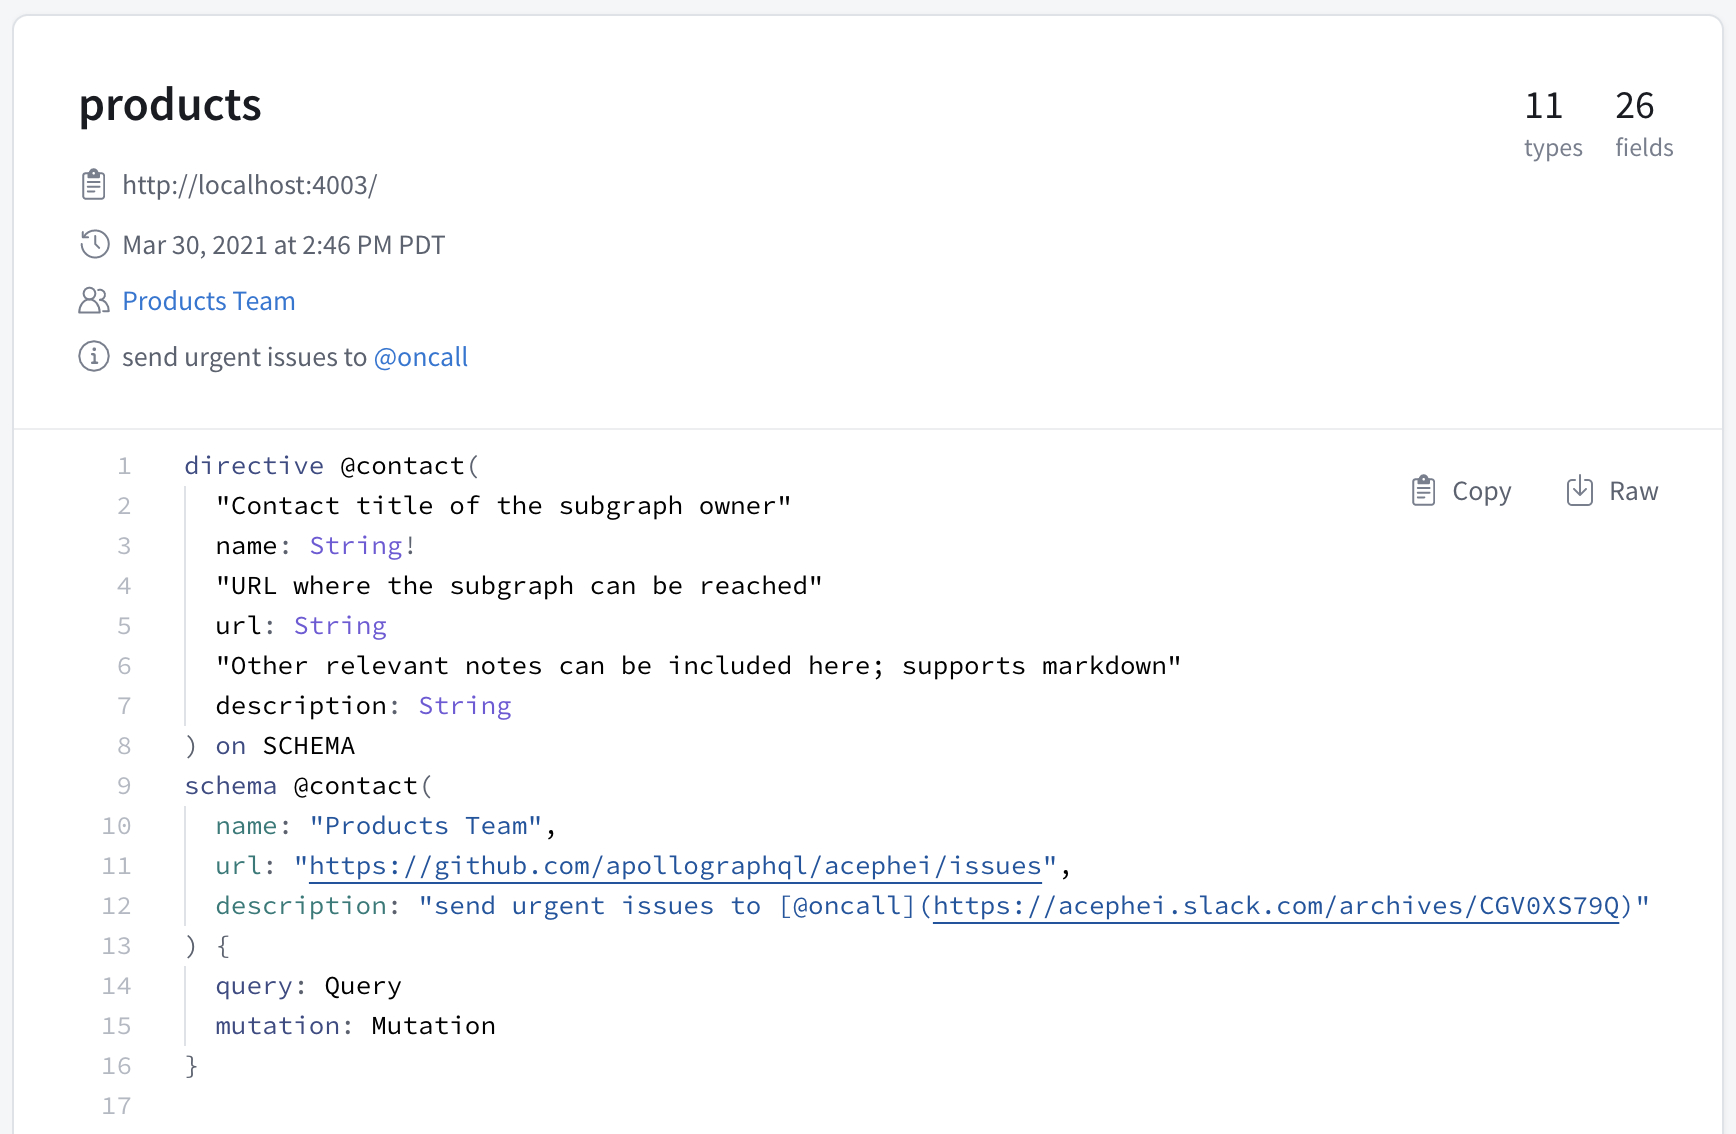 products
11 types
26 fields
http://localhost:4003/
Mar 30, 2021 at 2:46 PM PDT
Products Team
send urgent issues to @oncall
Copy
Raw
1 directive @contact(
2   "Contact title of the subgraph owner"
3   name: String!
4   "URL where the subgraph can be reached"
5   url: String
6   "Other relevant notes can be included here; supports markdown"
7   description: String
8 ) on SCHEMA
9 schema @contact(
10   name: "Products Team",
11   url: "https://github.com/apollographql/acephei/issues",
12   description: "send urgent issues to [@oncall](https://acephei.slack.com/archives/CGV0XS79Q)"
13 ) {
14   query: Query
15   mutation: Mutation
16 }
17